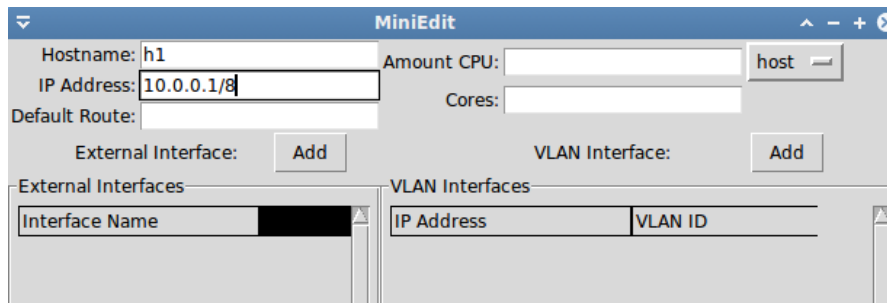 MiniEdit
Hostname: h1
Amount CPU:
host
IP Address: 10.0.0.1/8
Cores:
Default Route:
External Interface: Add
VLAN Interface: Add
External Interfaces
VLAN Interfaces
Interface Name
IP Address
VLAN ID